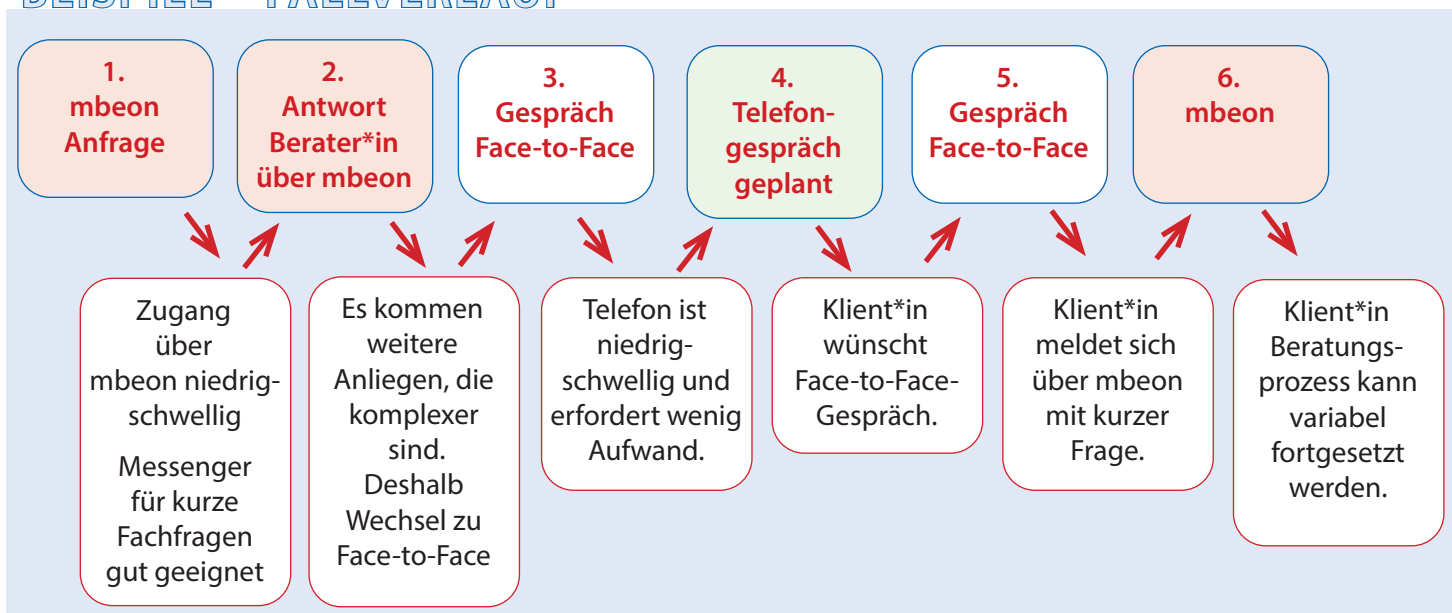 BEISPIEL – FALLVERLAUF
1.
mbeon
Anfrage
2.
Antwort
Berater*in
über mbeon
3.
Gespräch
Face-to-Face
4.
Telefon-
gespräch
geplant
5.
Gespräch
Face-to-Face
6.
mbeon
Zugang
über
mbeon niedrig-
schwellig
Messenger
für kurze
Fachfragen
gut geeignet
Es kommen
weitere
Anliegen, die
komplexer
sind.
Deshalb
Wechsel zu
Face-to-Face
Telefon ist
niedrig-
schwellig und
erfordert wenig
Aufwand.
Klient*in
wünscht
Face-to-Face-
Gespräch.
Klient*in
meldet sich
über mbeon
mit kurzer
Frage.
Klient*in
Beratungs-
prozess kann
variabel
fortgesetzt
werden.